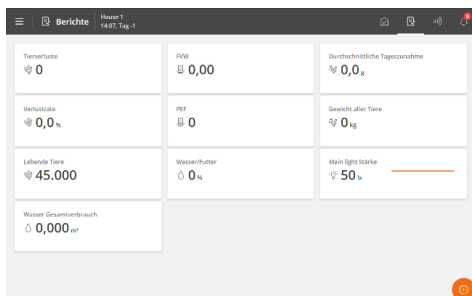 Berichte
House 1
14:07, Tag -1
6
Tierverluste
0
FVW
0,00
Durchschnittliche Tageszunahme
0,0 g
Verlustrate
0,0 %
PEF
0
Gewicht aller Tiere
0 kg
Lebende Tiere
45.000
Wasser/Futter
0 %
Main light Stärke
50 lx
Wasser Gesamtverbrauch
0,000 m³